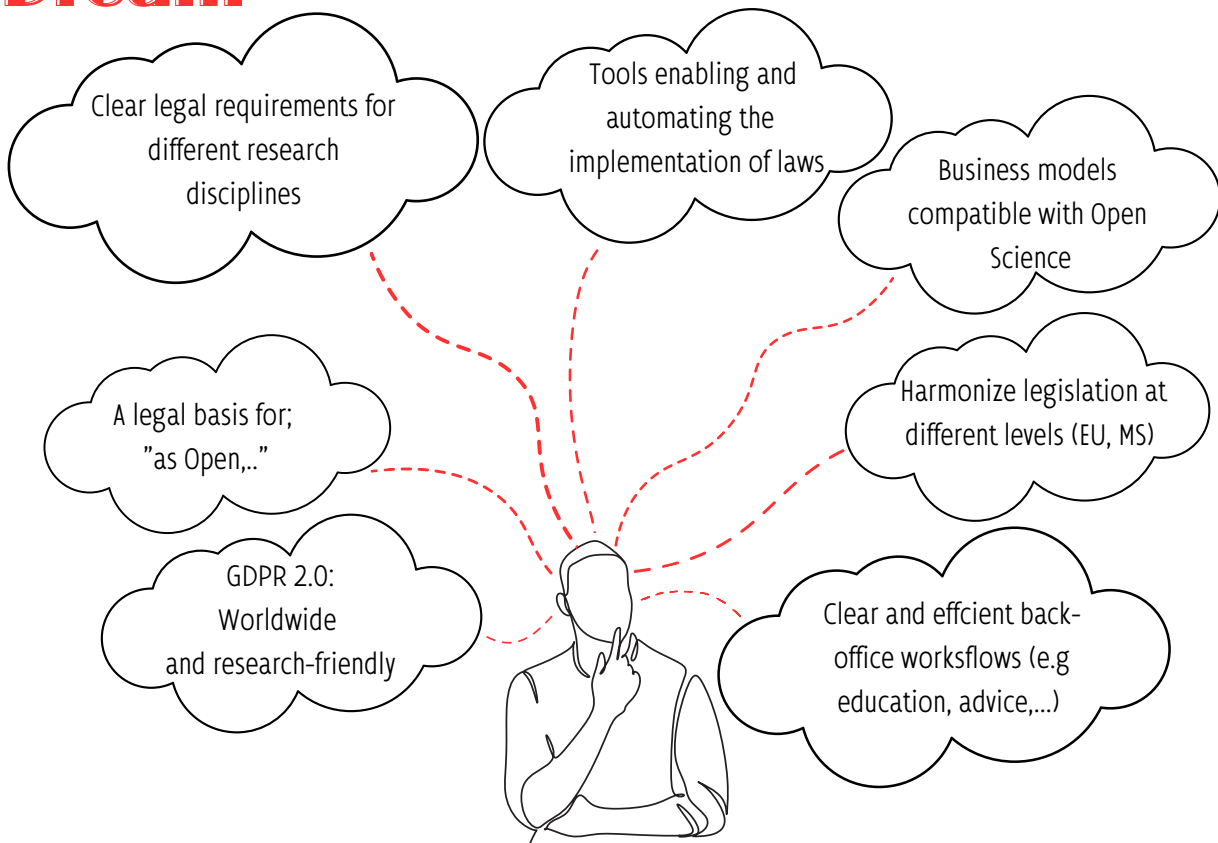 Dream
Clear legal requirements for
different research
disciplines
Tools enabling and
automating the
implementation of laws
Business models
compatible with Open
Science
A legal basis for;
"as Open,.."
Harmonize legislation at
different levels (EU, MS)
GDPR 2.0:
Worldwide
and research-friendly
Clear and effcient back-
office worksflows (e.g
education, advice,...)